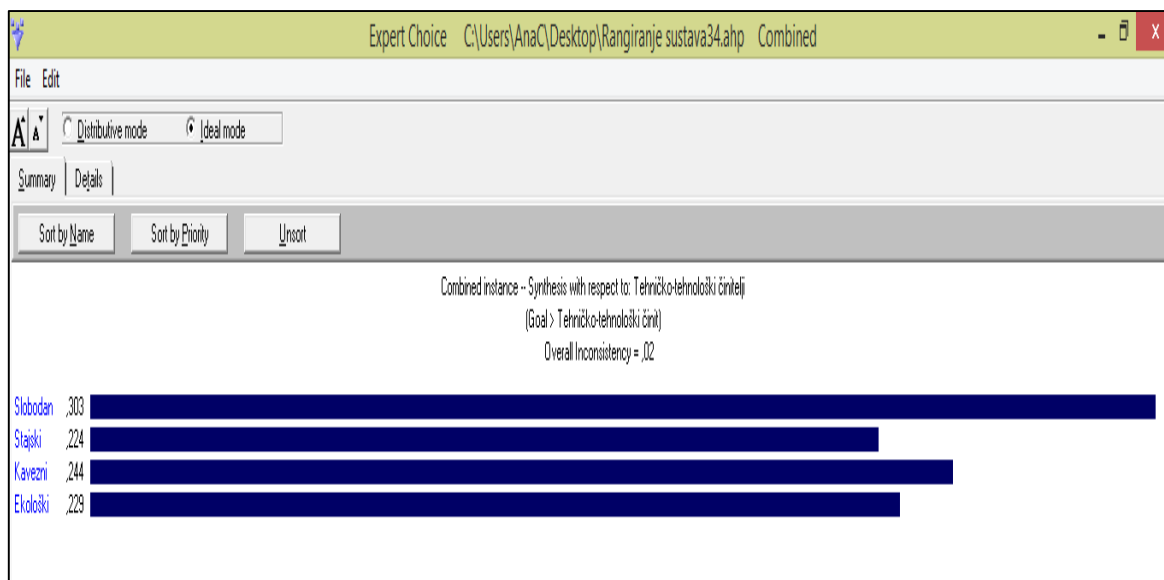 Expert Choice C:\Users\AnaC\Desktop\Rangiranje sustava34.ahp Combined
File Edit
Distributive mode Ideal mode
Summary Details
Sort by Name Sort by Priority Unsort
Combined instance -- Synthesis with respect to: Tehničko-tehnološki činitelji
(Goal > Tehničko-tehnološki činit)
Overall Inconsistency = ,02
Slobodan ,303
Stajski ,224
Kavezni ,244
Ekološki ,229